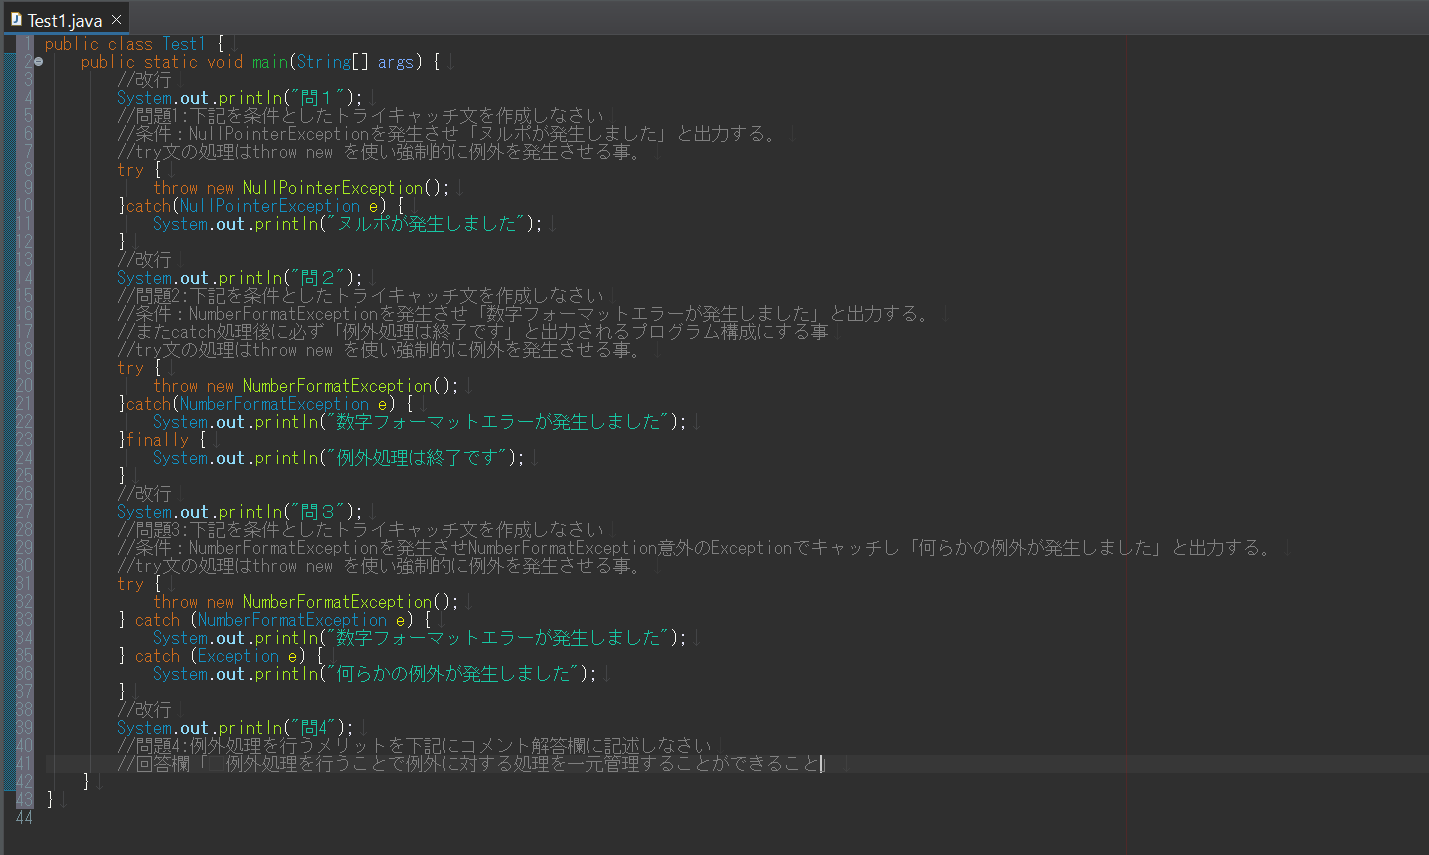 Test1.java
1 public class Test1 {
2 public static void main(String[] args) {
3 //改行
4 System.out.println("問１");
5 //問題1:下記を条件としたトライキャッチ文を作成しなさい
6 //条件：NullPointerExceptionを発生させ「ヌルポが発生しました」と出力する。
7 //try文の処理はthrow new を使い強制的に例外を発生させる事。
8 try {
9 throw new NullPointerException();
10 }catch(NullPointerException e) {
11 System.out.println("ヌルポが発生しました");
12 }
13 //改行
14 System.out.println("問２");
15 //問題2:下記を条件としたトライキャッチ文を作成しなさい
16 //条件：NumberFormatExceptionを発生させ「数字フォーマットエラーが発生しました」と出力する。
17 //またcatch処理後に必ず「例外処理は終了です」と出力されるプログラム構成にする事
18 //try文の処理はthrow new を使い強制的に例外を発生させる事。
19 try {
20 throw new NumberFormatException();
21 }catch(NumberFormatException e) {
22 System.out.println("数字フォーマットエラーが発生しました");
23 }finally {
24 System.out.println("例外処理は終了です");
25 }
26 //改行
27 System.out.println("問３");
28 //問題3:下記を条件としたトライキャッチ文を作成しなさい
29 //条件：NumberFormatExceptionを発生させNumberFormatException意外のExceptionでキャッチし「何らかの例外が発生しました」と出力する。
30 //try文の処理はthrow new を使い強制的に例外を発生させる事。
31 try {
32 throw new NumberFormatException();
33 } catch (NumberFormatException e) {
34 System.out.println("数字フォーマットエラーが発生しました");
35 } catch (Exception e) {
36 System.out.println("何らかの例外が発生しました");
37 }
38 //改行
39 System.out.println("問4");
40 //問題4:例外処理を行うメリットを下記にコメント解答欄に記述しなさい
41 //回答欄「　例外処理を行うことで例外に対する処理を一元管理することができること」
42 }
43 }
44